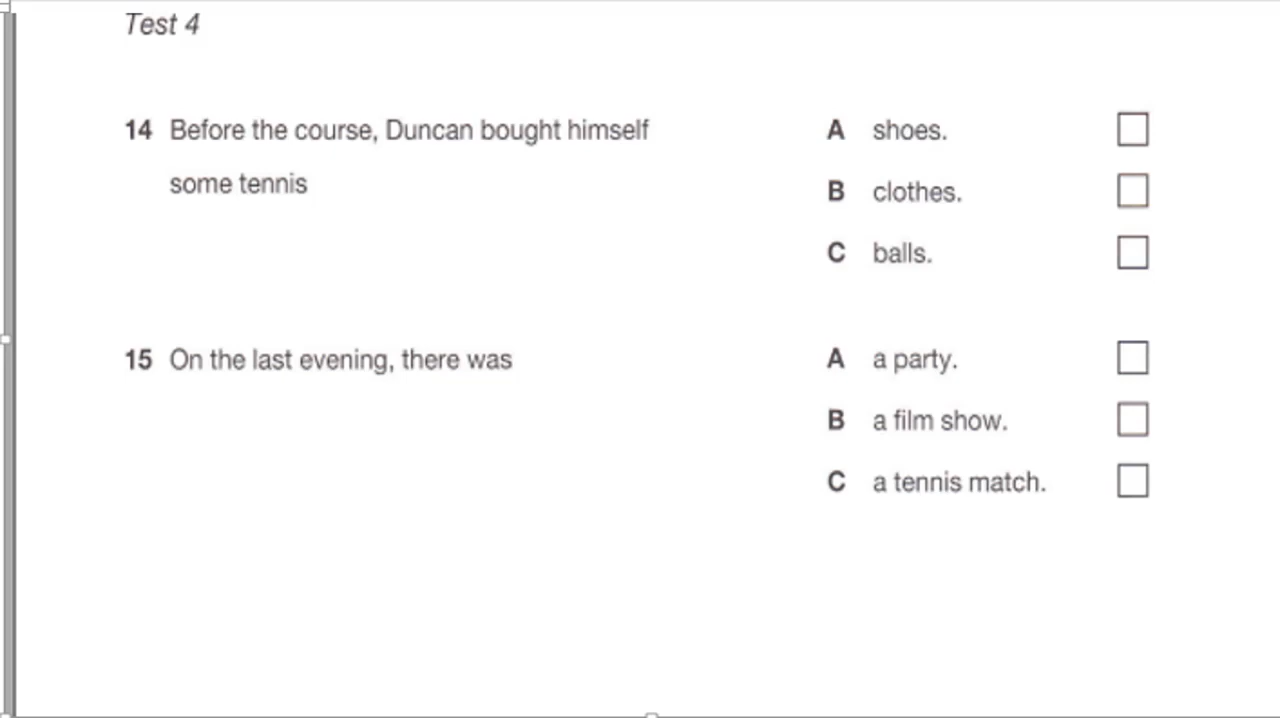 Test 4
14 Before the course, Duncan bought himself
some tennis
A shoes.
B clothes.
C balls.
15 On the last evening, there was
A a party.
B a film show.
C a tennis match.